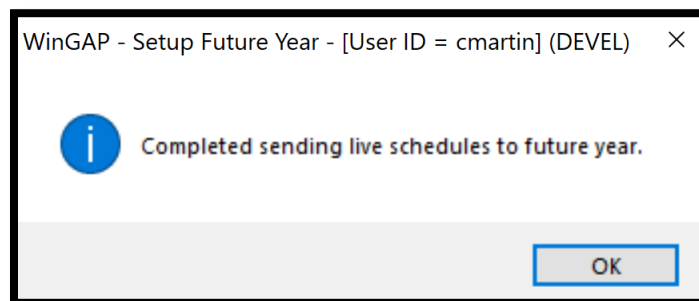 WinGAP - Setup Future Year - [User ID = cmartin] (DEVEL)
Completed sending live schedules to future year.
OK